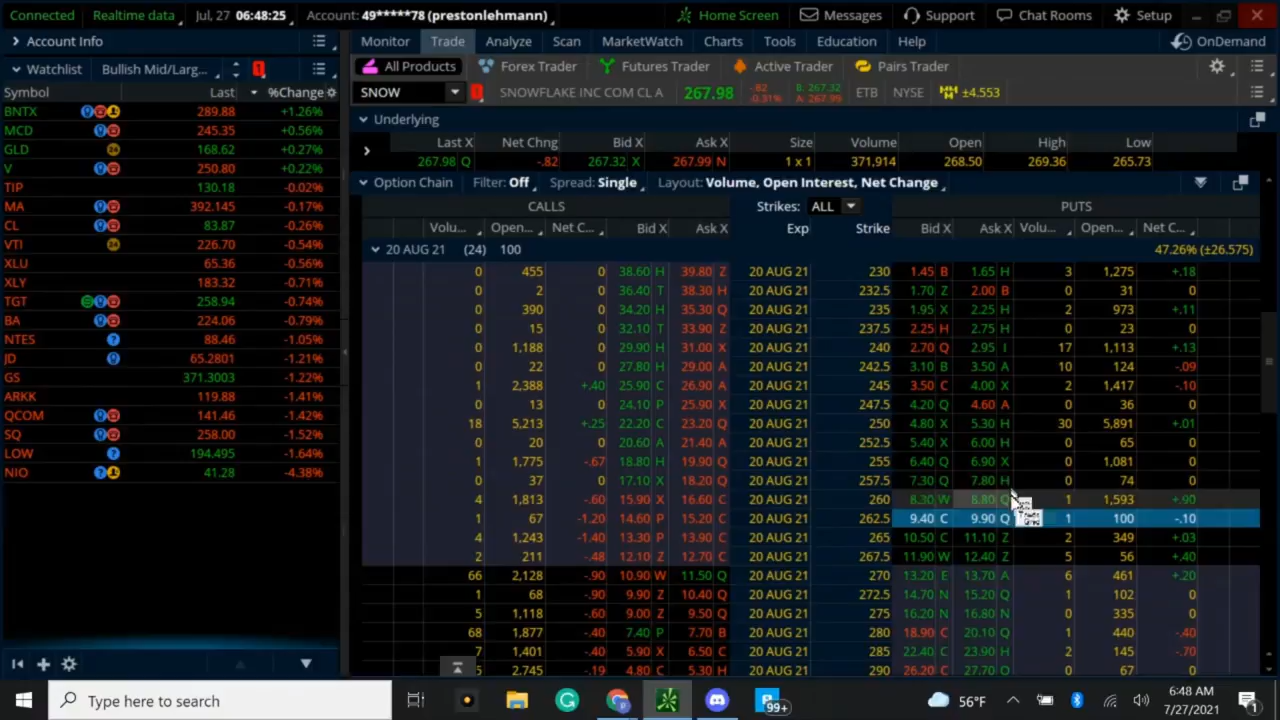 Connected Realtime data Jul, 27 06:48:25 Account: 49*****78 (prestonlehmann) Home Screen Messages Support Chat Rooms Setup
Account Info Monitor Trade Analyze Scan MarketWatch Charts Tools Education Help OnDemand
Watchlist Bullish Mid/Larg... All Products Forex Trader Futures Trader Active Trader Pairs Trader
Symbol Last %Change
SNOW SNOWFLAKE INC COM CL A 267.98 -.82 -0.31% B: 267.32 A: 267.99 ETB NYSE ±4.553
BNTX 289.88 +1.26%
MCD 245.35 +0.56%
GLD 168.62 +0.27%
V 250.80 +0.22%
TIP 130.18 -0.02%
MA 392.145 -0.17%
CL 83.87 -0.26%
VTI 226.70 -0.54%
XLU 65.36 -0.56%
XLY 183.32 -0.71%
TGT 258.94 -0.74%
BA 224.06 -0.79%
NTES 88.46 -1.05%
JD 65.2801 -1.21%
GS 371.3003 -1.22%
ARKK 119.88 -1.41%
QCOM 141.46 -1.42%
SQ 258.00 -1.52%
LOW 194.495 -1.64%
NIO 41.28 -4.38%
Underlying
Last X Net Chng Bid X Ask X Size Volume Open High Low
267.98 Q -.82 267.32 X 267.99 N 1 x 1 371,914 268.50 269.36 265.73
Option Chain Filter: Off Spread: Single Layout: Volume, Open Interest, Net Change
CALLS Strikes: ALL PUTS
Volu... Open... Net C... Bid X Ask X Exp Strike Bid X Ask X Volu... Open... Net C...
20 AUG 21 (24) 100 47.26% (±26.575)
0 455 0 38.60 H 39.80 Z 20 AUG 21 230 1.45 B 1.65 H 3 1,275 +.18
0 2 0 36.40 T 38.30 H 20 AUG 21 232.5 1.70 Z 2.00 B 0 31 0
0 390 0 34.20 H 35.30 Q 20 AUG 21 235 1.95 X 2.25 H 2 973 +.11
0 15 0 32.10 T 33.90 Z 20 AUG 21 237.5 2.25 H 2.75 H 0 23 0
0 1,188 0 29.90 H 31.00 X 20 AUG 21 240 2.70 Q 2.95 I 17 1,113 +.13
0 22 0 27.80 H 29.00 A 20 AUG 21 242.5 3.10 B 3.50 A 10 124 -.09
1 2,388 +.40 25.90 C 26.90 A 20 AUG 21 245 3.50 C 4.00 X 2 1,417 -.10
0 13 0 24.10 P 25.90 X 20 AUG 21 247.5 4.20 Q 4.60 A 0 36 0
18 5,213 +.25 22.20 C 23.20 Q 20 AUG 21 250 4.80 X 5.30 H 30 5,891 +.01
0 20 0 20.60 A 21.40 A 20 AUG 21 252.5 5.40 X 6.00 H 0 65 0
1 1,775 -.67 18.80 H 19.90 Q 20 AUG 21 255 6.40 Q 6.90 X 0 1,081 0
0 37 0 17.10 X 18.20 Q 20 AUG 21 257.5 7.30 Q 7.80 H 0 74 0
4 1,813 -.60 15.90 X 16.60 C 20 AUG 21 260 8.30 W 8.80 Q 1 1,593 +.90
1 67 -1.20 14.60 P 15.20 C 20 AUG 21 262.5 9.40 C 9.90 Q 1 100 -.10
4 1,243 -1.40 13.30 P 13.90 C 20 AUG 21 265 10.50 C 11.10 Z 2 349 +.03
2 211 -.48 12.10 Z 12.70 C 20 AUG 21 267.5 11.90 W 12.40 Z 5 56 +.40
66 2,128 -.90 10.90 W 11.50 Q 20 AUG 21 270 13.20 E 13.70 A 6 461 +.20
1 68 -.90 9.90 Z 10.40 Q 20 AUG 21 272.5 14.70 N 15.20 Q 1 102 0
5 1,118 -.60 9.00 Z 9.50 Q 20 AUG 21 275 16.20 N 16.80 N 0 335 0
68 1,877 -.40 7.40 P 7.70 B 20 AUG 21 280 18.90 C 20.10 Q 1 440 -.40
7 1,401 -.40 5.90 X 6.50 C 20 AUG 21 285 22.40 C 23.90 H 2 145 -.70
2,745 -.19 4.80 C 5.30 H 20 AUG 21 290 26.20 C 27.70 Q 0 67 0
Type here to search 99+ 56°F 6:48 AM
7/27/2021 1